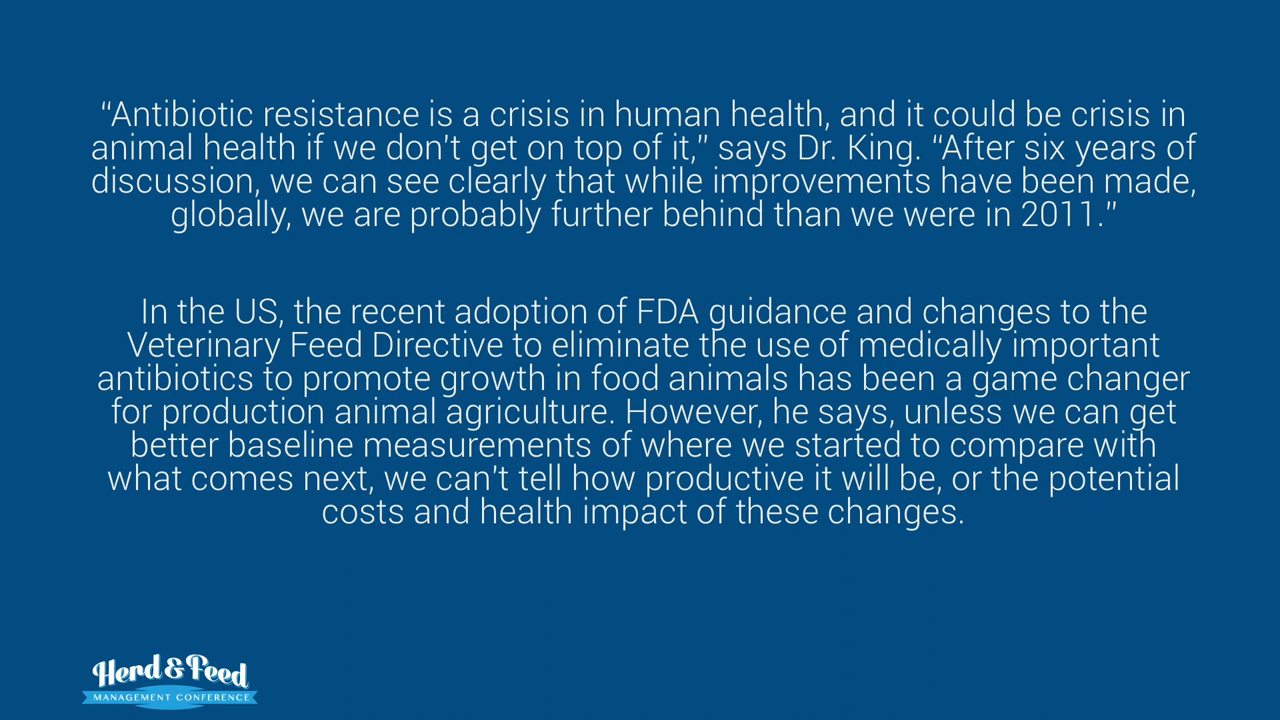 “Antibiotic resistance is a crisis in human health, and it could be crisis in
animal health if we don’t get on top of it,” says Dr. King. “After six years of
discussion, we can see clearly that while improvements have been made,
globally, we are probably further behind than we were in 2011.”
In the US, the recent adoption of FDA guidance and changes to the
Veterinary Feed Directive to eliminate the use of medically important
antibiotics to promote growth in food animals has been a game changer
for production animal agriculture. However, he says, unless we can get
better baseline measurements of where we started to compare with
what comes next, we can’t tell how productive it will be, or the potential
costs and health impact of these changes.
Herd & Feed
MANAGEMENT CONFERENCE